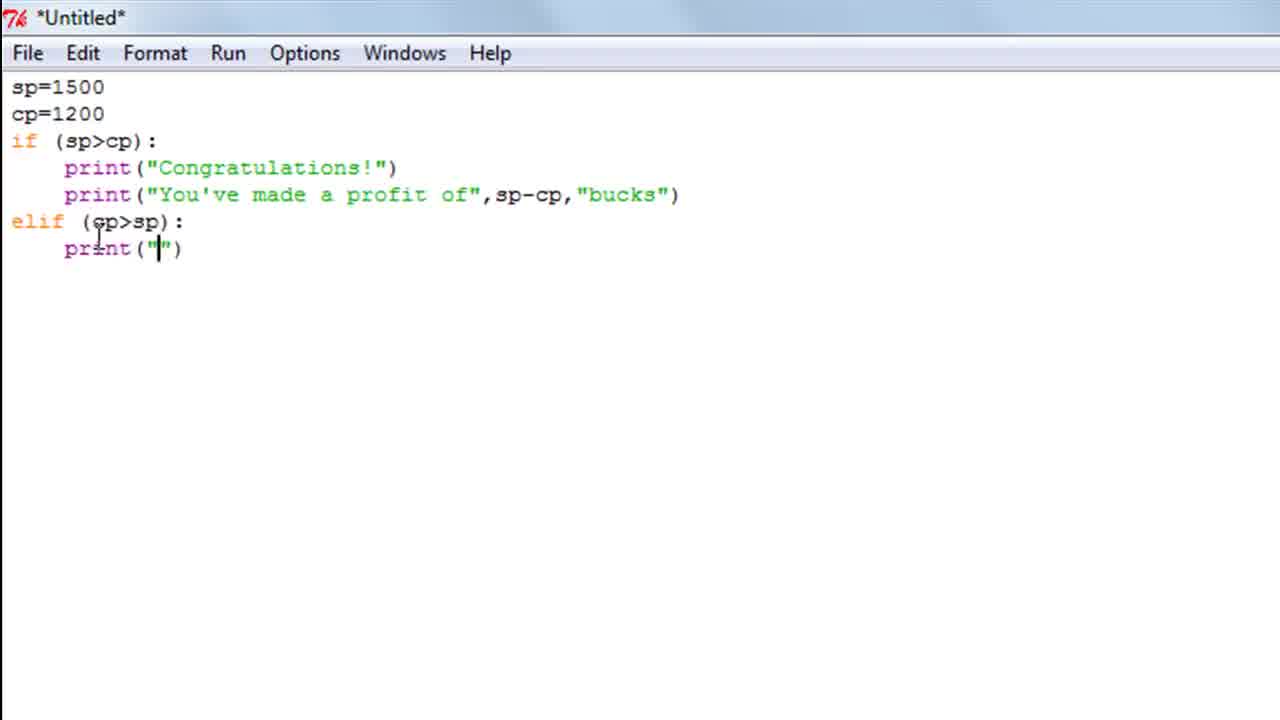 *Untitled*
File Edit Format Run Options Windows Help
sp=1500
cp=1200
if (sp>cp):
    print("Congratulations!")
    print("You've made a profit of",sp-cp,"bucks")
elif (cp>sp):
    print("")